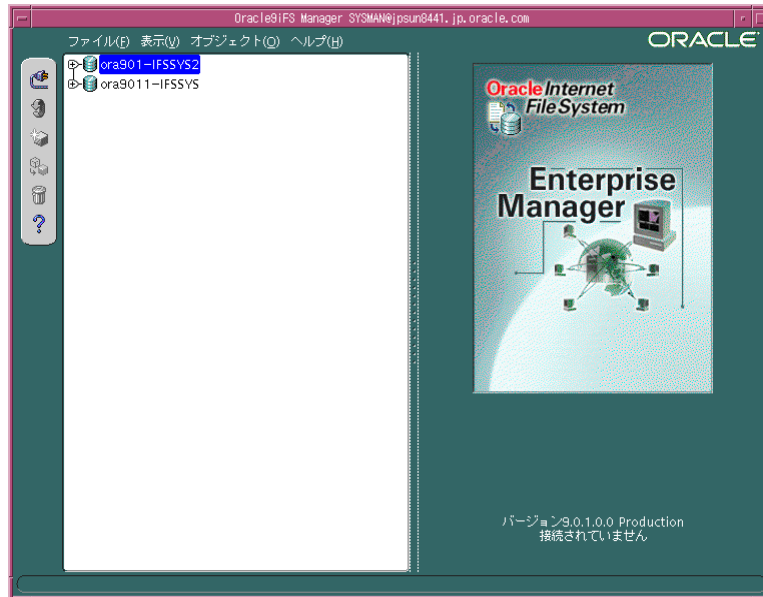 Oracle9iFS Manager SYSMAN@jpsun8441.jp.oracle.com
ファイル(F) 表示(V) オブジェクト(O) ヘルプ(H)
ORACLE
ora901-IFSSYS2
ora9011-IFSSYS
Oracle Internet
File System
Enterprise
Manager
バージョン9.0.1.0.0 Production
接続されていません